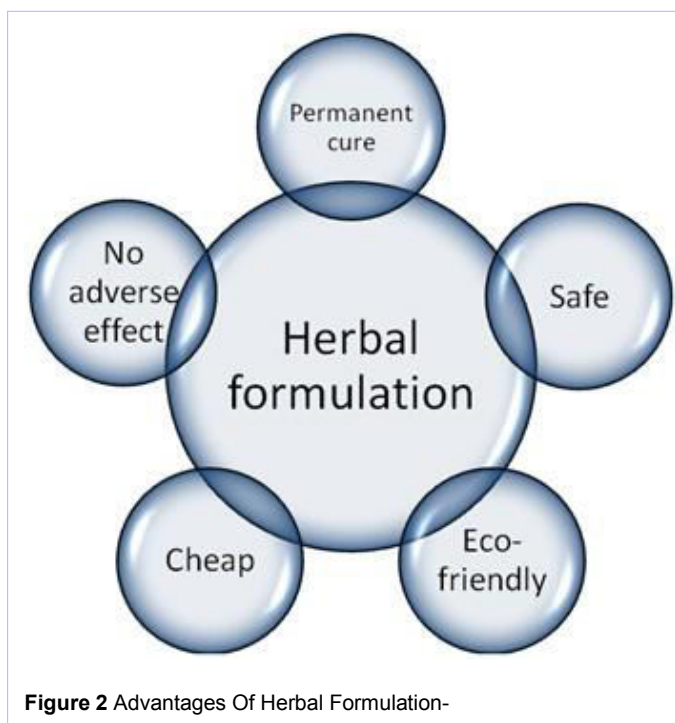 Permanent
cure
No
adverse
effect
Safe
Herbal
formulation
Cheap
Eco-
friendly
Figure 2 Advantages Of Herbal Formulation-